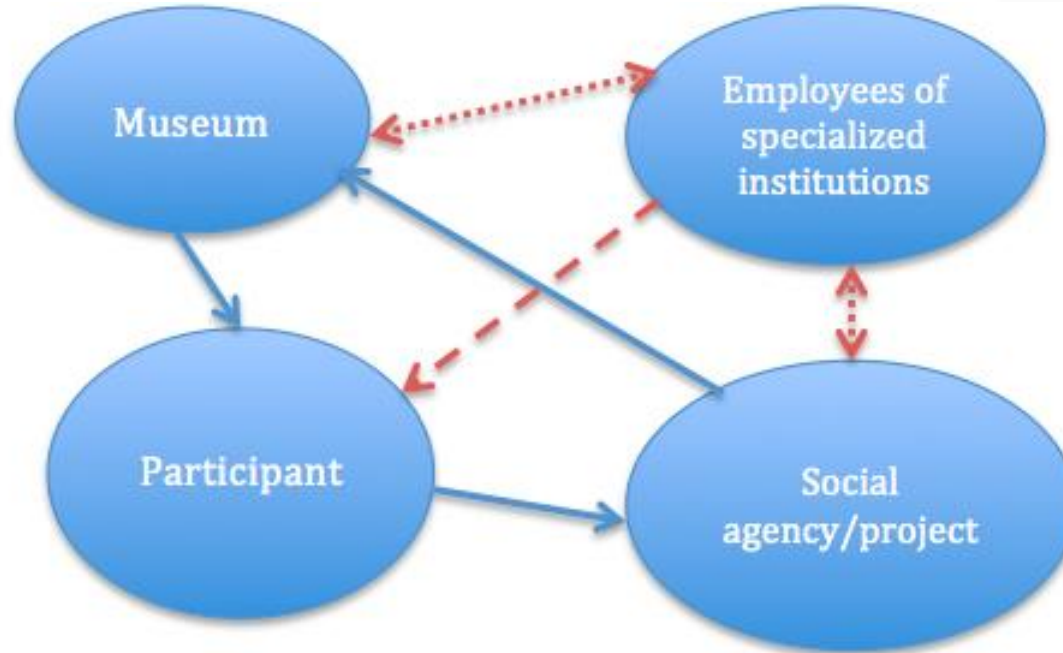 Museum
Employees of
specialized
institutions
Participant
Social
agency/project